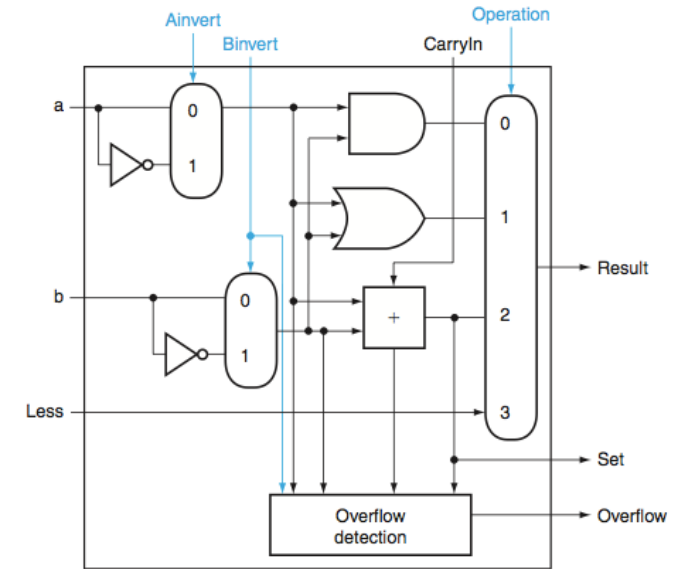 Operation
Ainvert
Binvert
CarryIn
a
0
0
1
1
Result
b
0
+
2
1
Less
3
Set
Overflow
detection
Overflow